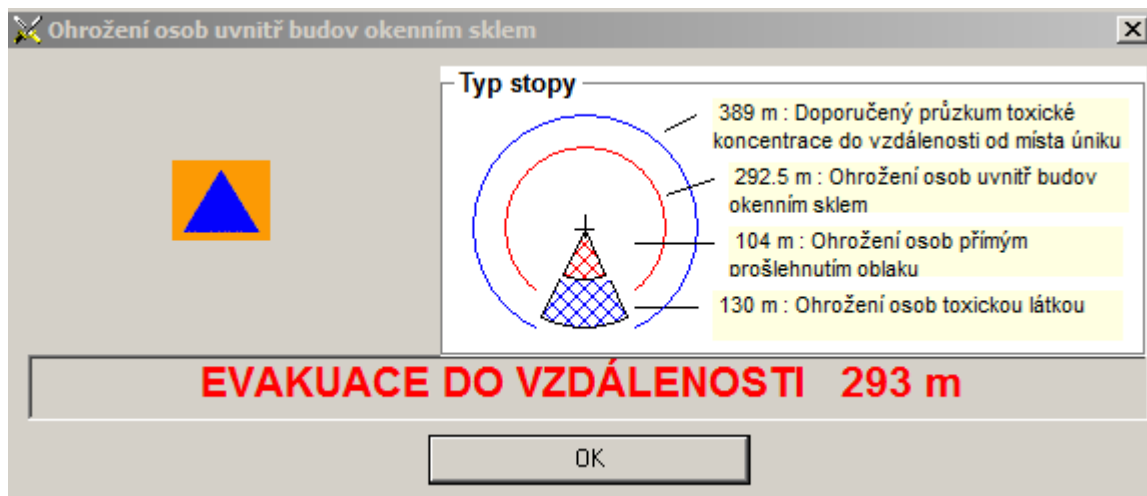 Ohrožení osob uvnitř budov okenním sklem
Typ stopy
389 m : Doporučený průzkum toxické
koncentrace do vzdálenosti od místa úniku
292.5 m : Ohrožení osob uvnitř budov
okenním sklem
104 m : Ohrožení osob přímým
prošlehnutím oblaku
130 m : Ohrožení osob toxickou látkou
EVAKUACE DO VZDÁLENOSTI 293 m
OK